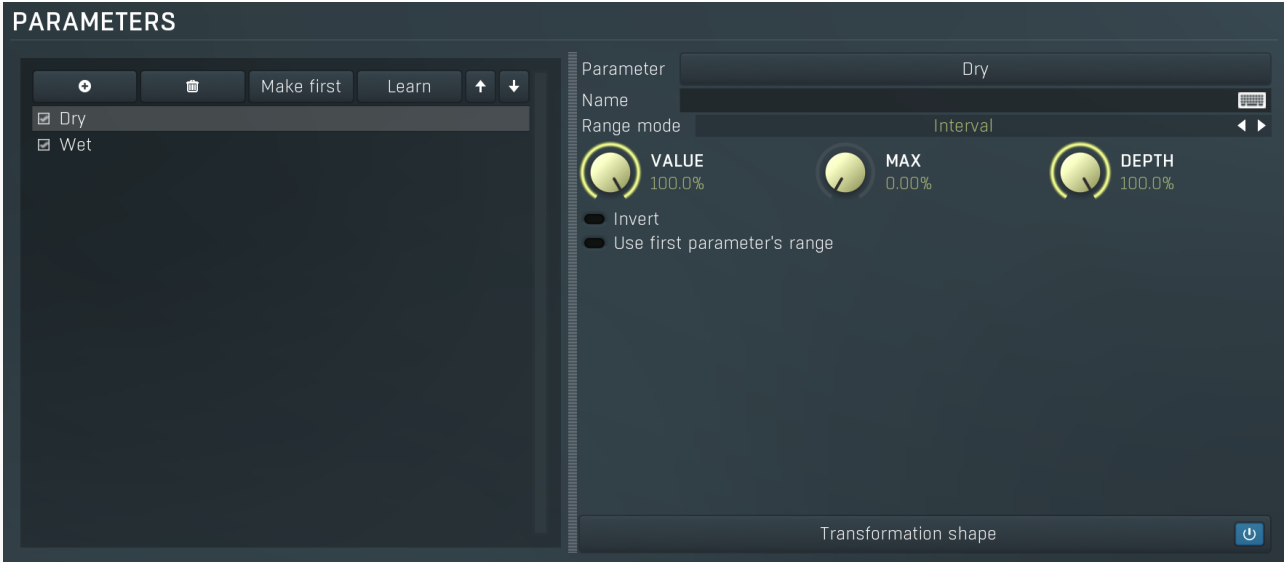 PARAMETERS
Make first Learn
Dry
Wet
Parameter Dry
Name
Range mode Interval
VALUE MAX DEPTH
100.0% 0.00% 100.0%
Invert
Use first parameter's range
Transformation shape